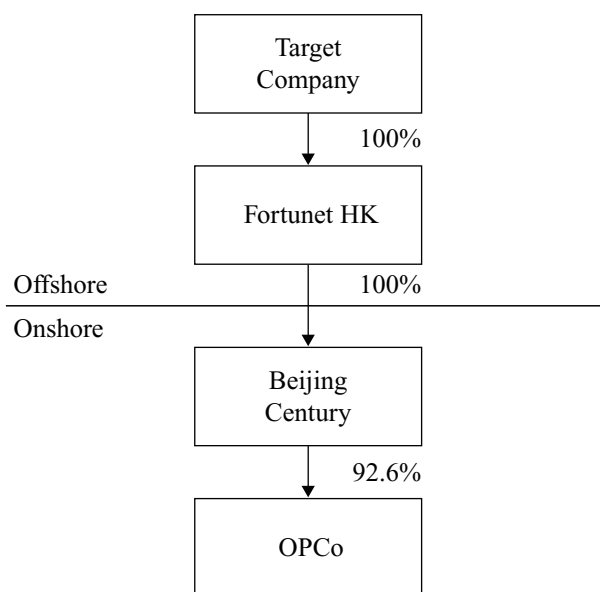 Target
Company
100%
Fortunet HK
Offshore
100%
Onshore
Beijing
Century
92.6%
OPCo